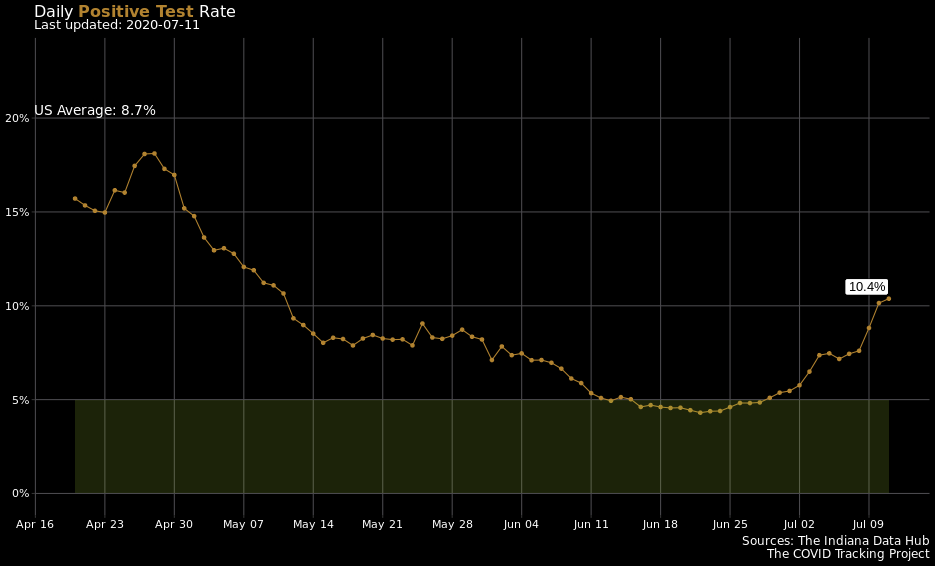 Daily Positive Test Rate
Last updated: 2020-07-11
US Average: 8.7%
20%
15%
10.4%
10%
5%
0%
Apr 16 Apr 23 Apr 30 May 07 May 14 May 21 May 28 Jun 04 Jun 11 Jun 18 Jun 25 Jul 02 Jul 09
Sources: The Indiana Data Hub
The COVID Tracking Project